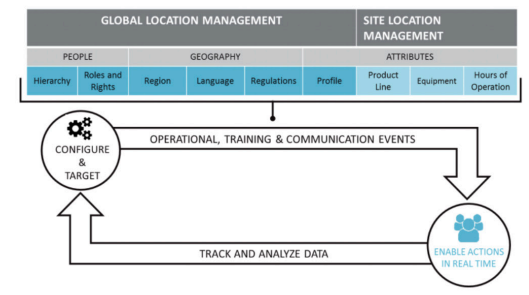 GLOBAL LOCATION MANAGEMENT
SITE LOCATION
MANAGEMENT
PEOPLE
GEOGRAPHY
ATTRIBUTES
Hierarchy
Roles and
Rights
Region
Language
Regulations
Profile
Product
Line
Equipment
Hours of
Operation
CONFIGURE
&
TARGET
OPERATIONAL, TRAINING & COMMUNICATION EVENTS
ENABLE ACTIONS
IN REAL TIME
TRACK AND ANALYZE DATA